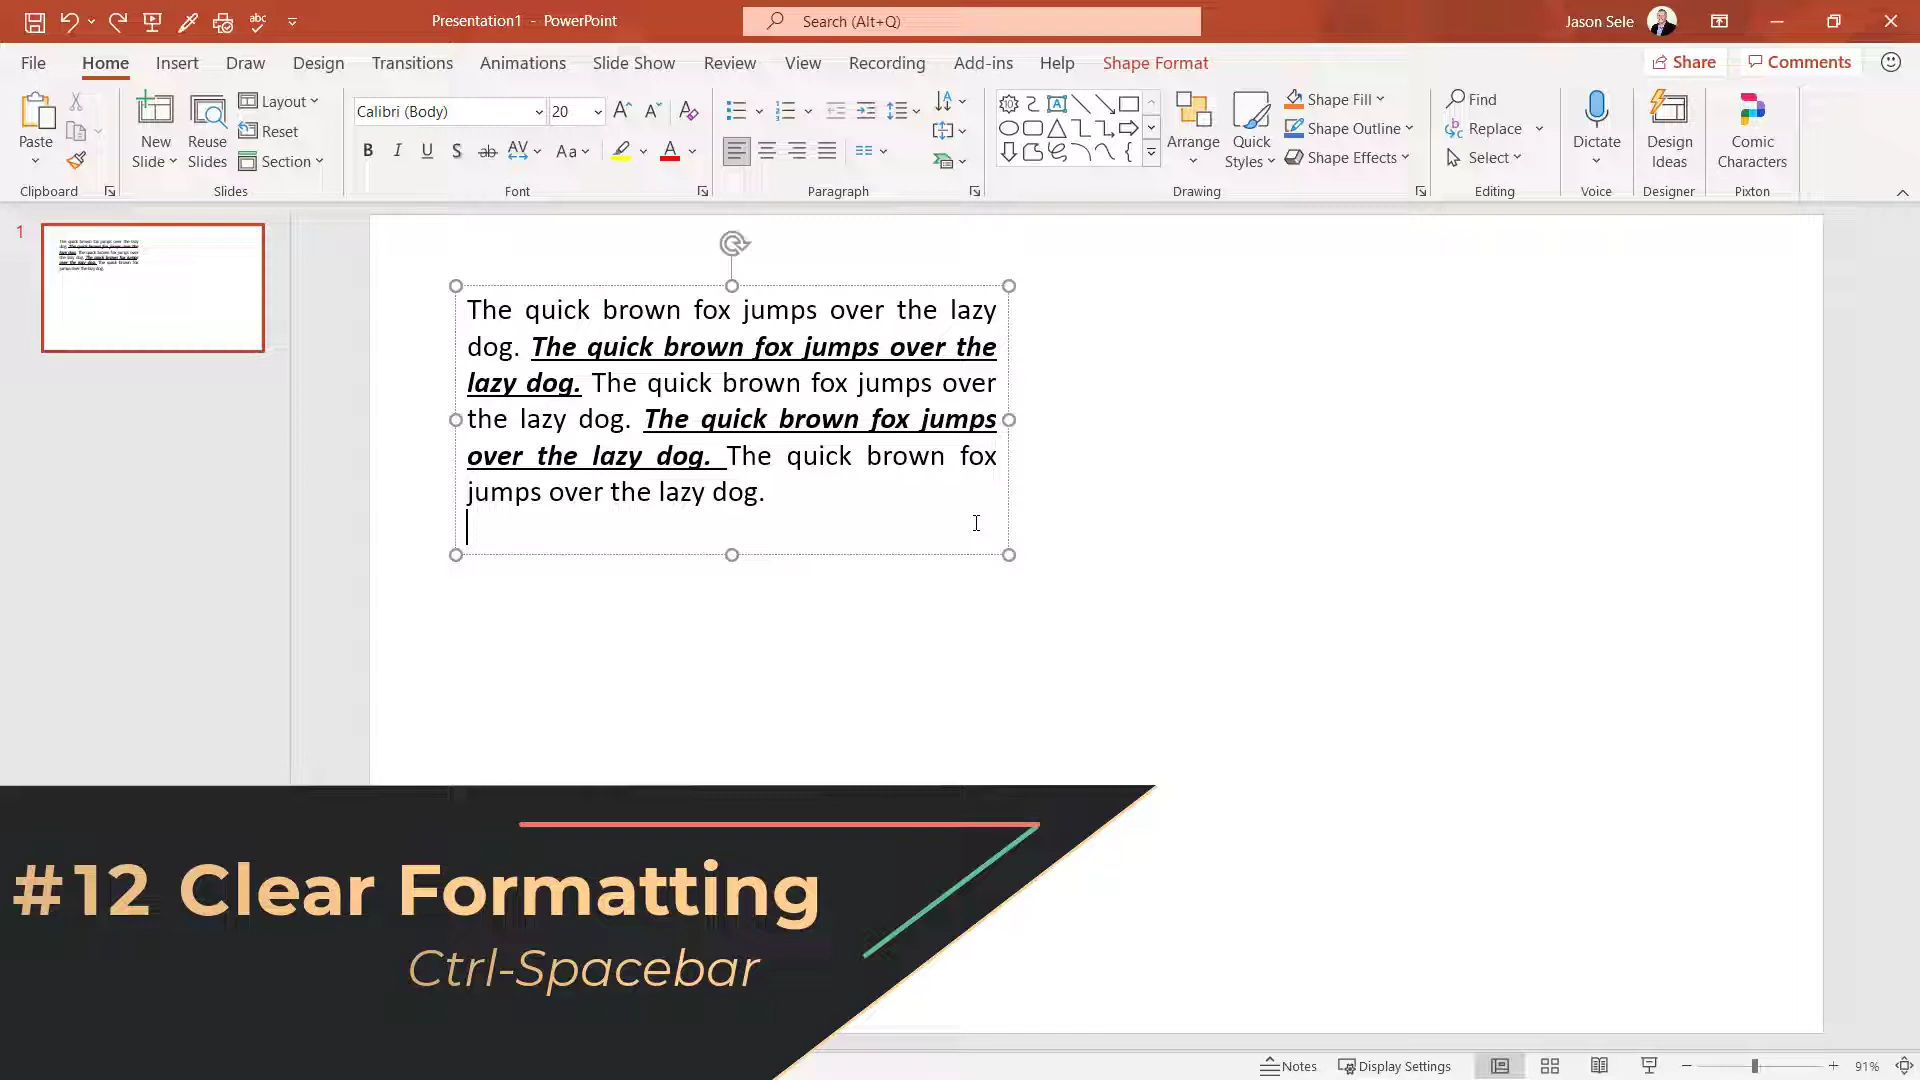 Presentation1 - PowerPoint
Search (Alt+Q)
Jason Sele
File Home Insert Draw Design Transitions Animations Slide Show Review View Recording Add-ins Help Shape Format
Share Comments
Paste
Clipboard
New Slide
Reuse Slides
Layout
Reset
Section
Slides
Calibri (Body) 20
B I U S ab AV Aa A
Font
Paragraph
Arrange
Quick Styles
Shape Fill
Shape Outline
Shape Effects
Drawing
Find
Replace
Select
Editing
Dictate
Voice
Design Ideas
Designer
Comic Characters
Pixton
1
The quick brown fox jumps over the lazy
dog. The quick brown fox jumps over the
lazy dog. The quick brown fox jumps over
the lazy dog. The quick brown fox jumps
over the lazy dog. The quick brown fox
jumps over the lazy dog.
#12 Clear Formatting
Ctrl-Spacebar
Notes Display Settings 91%